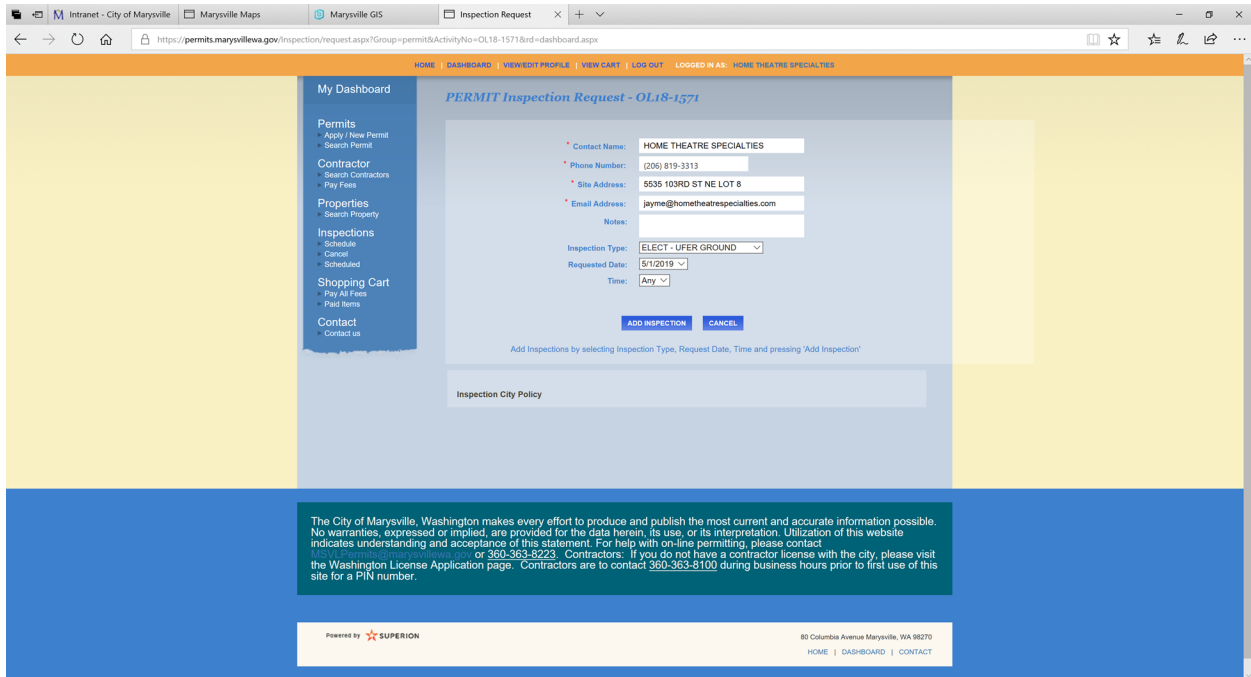 Intranet - City of Marysville
Marysville Maps
Marysville GIS
Inspection Request
https://permits.marysvillewa.gov/Inspection/request.aspx?Group=permit&ActivityNo=OL18-1571&rd=dashboard.aspx
HOME | DASHBOARD | VIEW/EDIT PROFILE | VIEW CART | LOG OUT LOGGED IN AS: HOME THEATRE SPECIALTIES
My Dashboard
Permits
Apply / New Permit
Search Permit
Contractor
Search Contractors
Pay Fees
Properties
Search Property
Inspections
Schedule
Cancel
Scheduled
Shopping Cart
Pay All Fees
Paid Items
Contact
Contact us
PERMIT Inspection Request - OL18-1571
* Contact Name: HOME THEATRE SPECIALTIES
* Phone Number: (206) 819-3313
* Site Address: 5535 103RD ST NE LOT 8
* Email Address: jayme@hometheatrespecialties.com
Notes:
Inspection Type: ELECT - UFER GROUND
Requested Date: 5/1/2019
Time: Any
ADD INSPECTION CANCEL
Add Inspections by selecting Inspection Type, Request Date, Time and pressing 'Add Inspection'
Inspection City Policy
The City of Marysville, Washington makes every effort to produce and publish the most current and accurate information possible.
No warranties, expressed or implied, are provided for the data herein, its use, or its interpretation. Utilization of this website
indicates understanding and acceptance of this statement. For help with on-line permitting, please contact
MSVLPermits@marysvillewa.gov or 360-363-8223. Contractors: If you do not have a contractor license with the city, please visit
the Washington License Application page. Contractors are to contact 360-363-8100 during business hours prior to first use of this
site for a PIN number.
Powered by SUPERION
80 Columbia Avenue Marysville, WA 98270
HOME | DASHBOARD | CONTACT